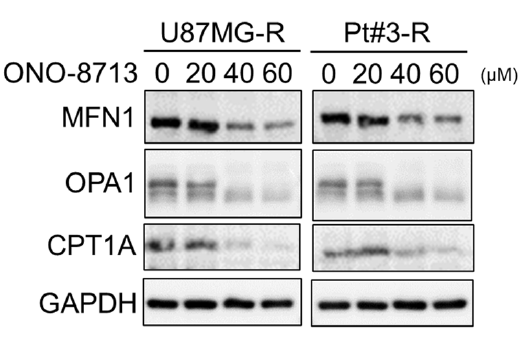 U87MG-R Pt#3-R
ONO-8713 0 20 40 60 0 20 40 60 (μM)
MFN1
OPA1
CPT1A
GAPDH